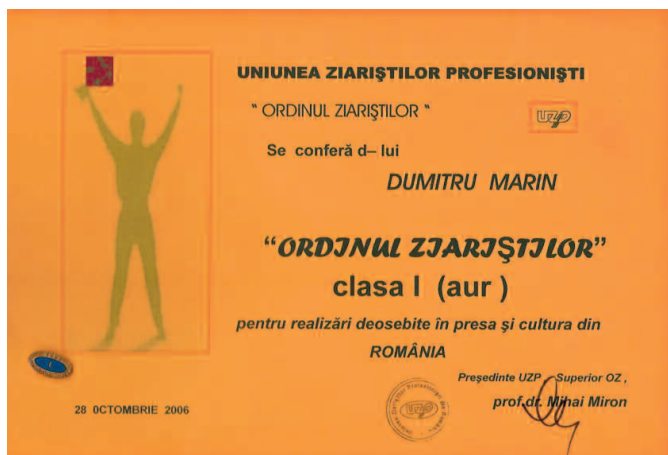 UNIUNEA ZIARIŞTILOR PROFESIONIŞTI
“ ORDINUL ZIARIŞTILOR “
uzp
Se conferă d– lui
DUMITRU MARIN
“ORDINUL ZIARIŞTILOR”
clasa I (aur )
pentru realizări deosebite în presa şi cultura din
ROMÂNIA
Preşedinte UZP Superior OZ ,
prof.dr. Mihai Miron
28 OCTOMBRIE 2006
uzp